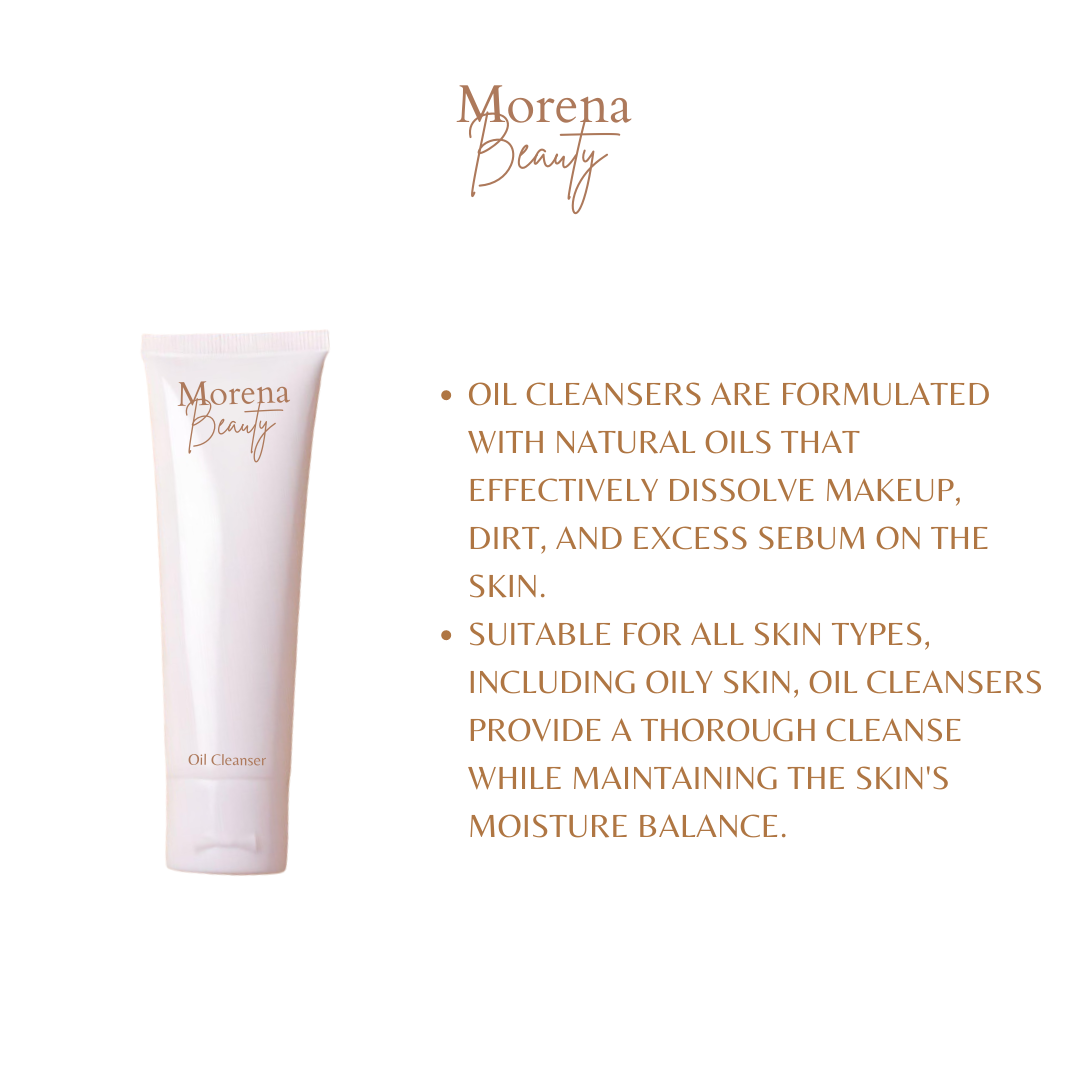 Morena
Beauty
Morena
Beauty
Oil Cleanser
• OIL CLEANSERS ARE FORMULATED
WITH NATURAL OILS THAT
EFFECTIVELY DISSOLVE MAKEUP,
DIRT, AND EXCESS SEBUM ON THE
SKIN.
• SUITABLE FOR ALL SKIN TYPES,
INCLUDING OILY SKIN, OIL CLEANSERS
PROVIDE A THOROUGH CLEANSE
WHILE MAINTAINING THE SKIN'S
MOISTURE BALANCE.